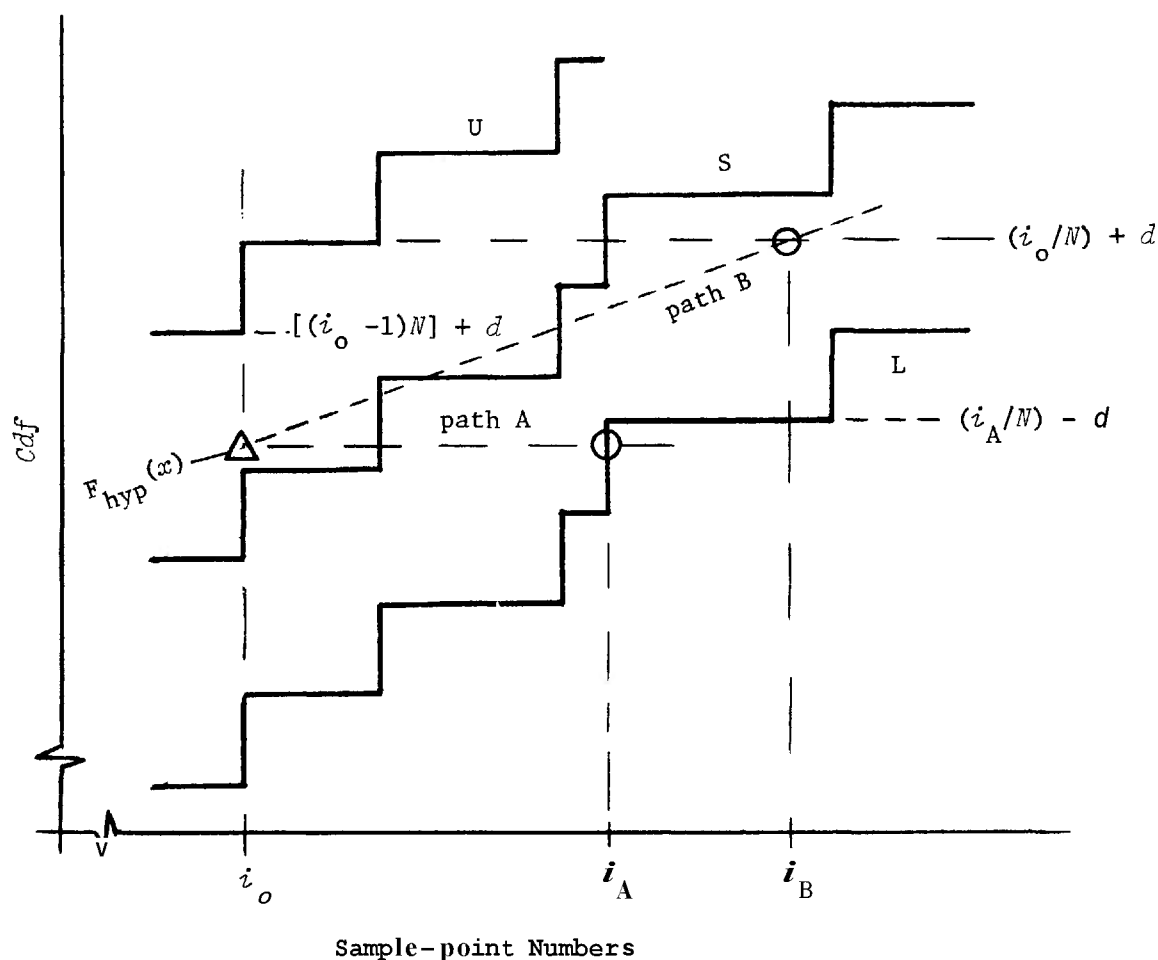 U
S
(i_o/N) + d
[(i_o -1)N] + d
path B
L
path A
(i_A/N) - d
F_hyp(x)
Cdf
i_o
i_A
i_B
Sample-point Numbers